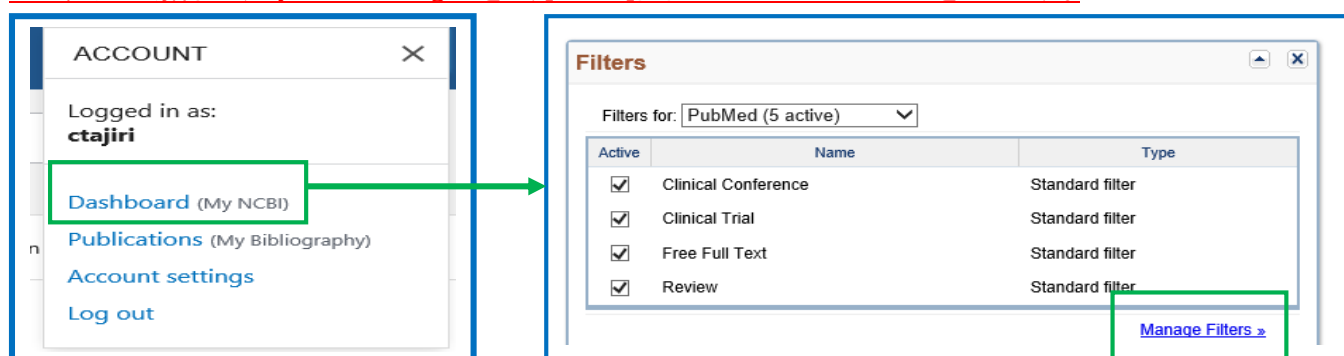 ACCOUNT
Logged in as:
ctajiri
Dashboard (My NCBI)
Publications (My Bibliography)
Account settings
Log out
n
Filters
Filters for: PubMed (5 active)
Active Name Type
Clinical Conference Standard filter
Clinical Trial Standard filter
Free Full Text Standard filter
Review Standard filter
Manage Filters »